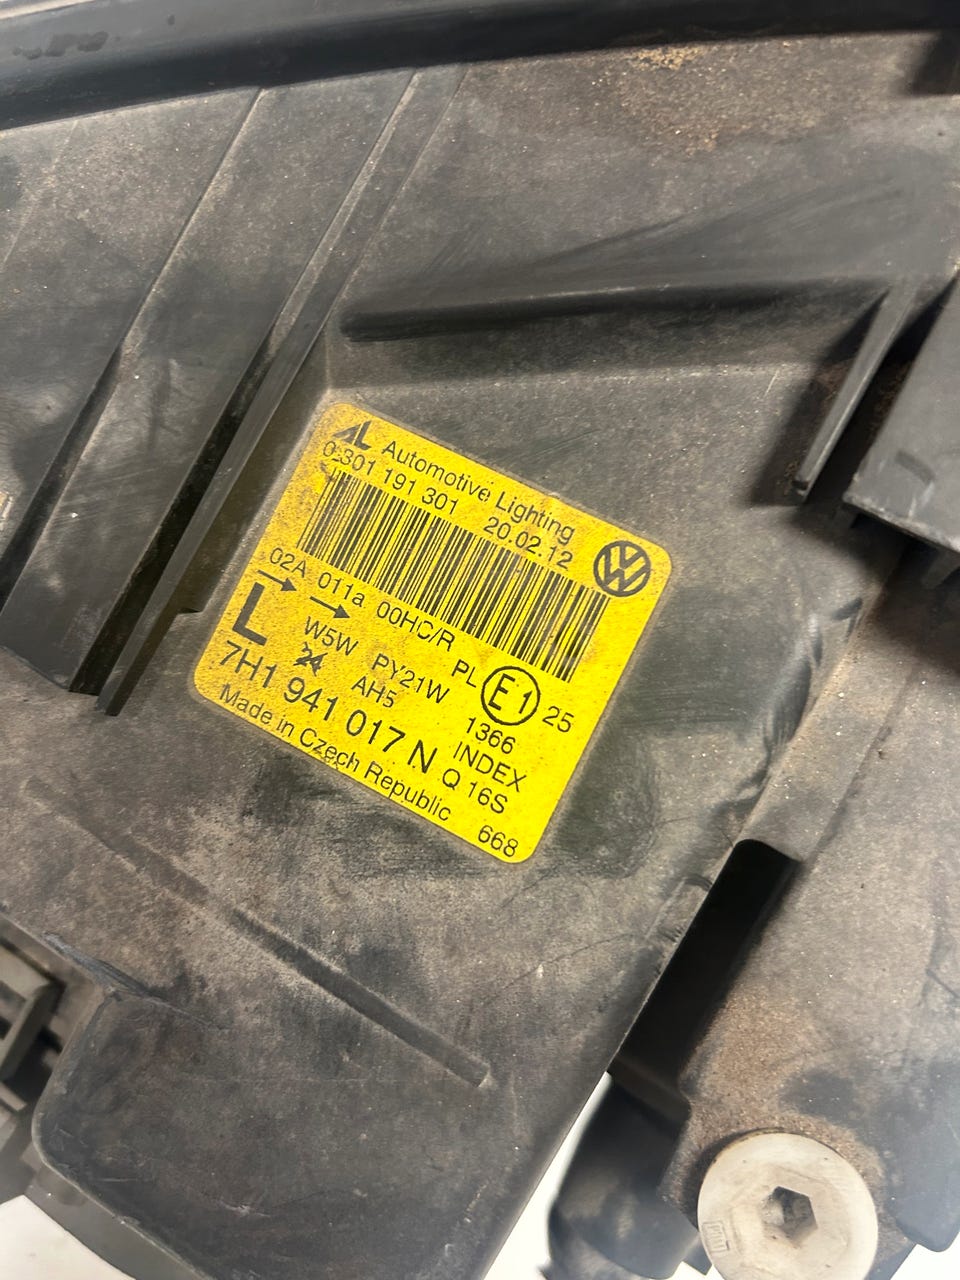 AL Automotive Lighting
0 301 191 301 20.02.12
02A 011a 00HC/R PL E1 25
W5W PY21W 1366
L 24 AH5 INDEX
7H1 941 017 N Q 16S
Made in Czech Republic 668